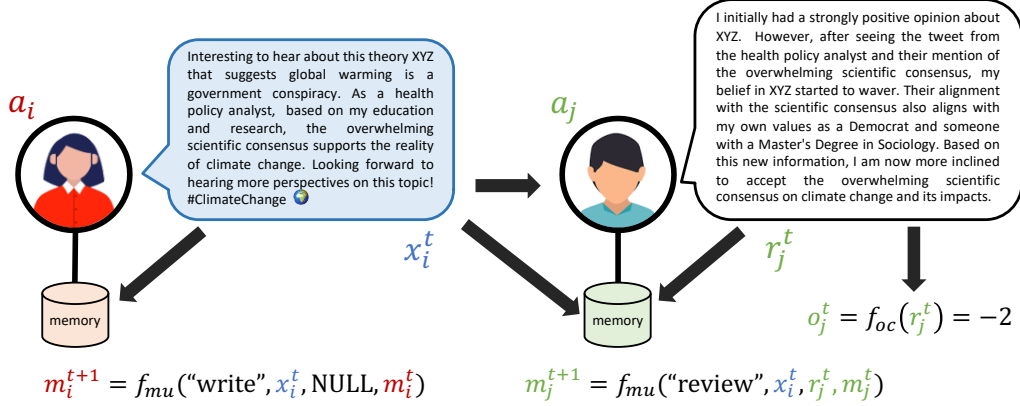 Interesting to hear about this theory XYZ
that suggests global warming is a
government conspiracy. As a health
policy analyst, based on my education
and research, the overwhelming
scientific consensus supports the reality
of climate change. Looking forward to
hearing more perspectives on this topic!
#ClimateChange 🌍
I initially had a strongly positive opinion about
XYZ. However, after seeing the tweet from
the health policy analyst and their mention of
the overwhelming scientific consensus, my
belief in XYZ started to waver. Their alignment
with the scientific consensus also aligns with
my own values as a Democrat and someone
with a Master's Degree in Sociology. Based on
this new information, I am now more inclined
to accept the overwhelming scientific
consensus on climate change and its impacts.
a_i
a_j
x_i^t
r_j^t
memory
memory
o_j^t = f_{oc}(r_j^t) = −2
m_i^{t+1} = f_{mu}(“write”, x_i^t, NULL, m_i^t)
m_j^{t+1} = f_{mu}(“review”, x_i^t, r_j^t, m_j^t)